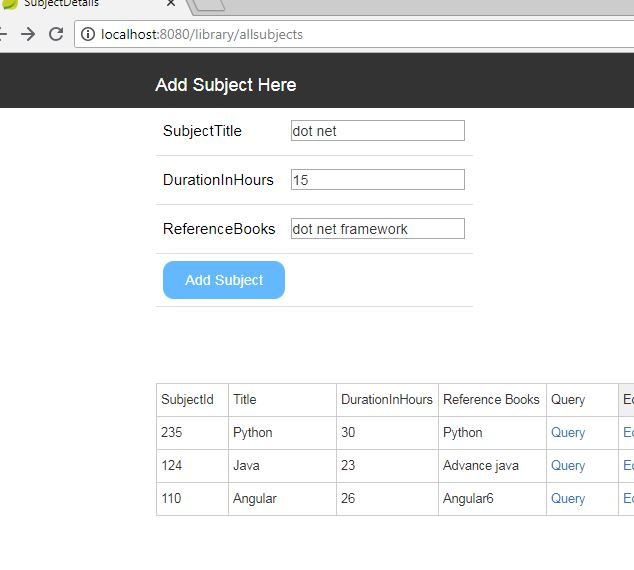 SubjectDetails
localhost:8080/library/allsubjects
Add Subject Here
SubjectTitle dot net
DurationInHours 15
ReferenceBooks dot net framework
Add Subject
SubjectId Title DurationInHours Reference Books Query
235 Python 30 Python Query
124 Java 23 Advance java Query
110 Angular 26 Angular6 Query